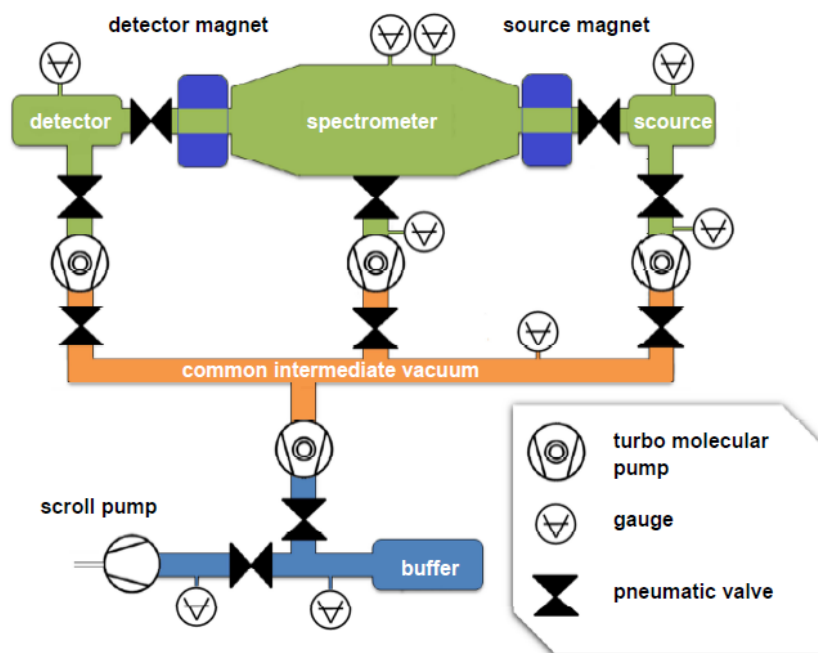 detector magnet
source magnet
detector
spectrometer
scource
common intermediate vacuum
scroll pump
buffer
turbo molecular
pump
gauge
pneumatic valve